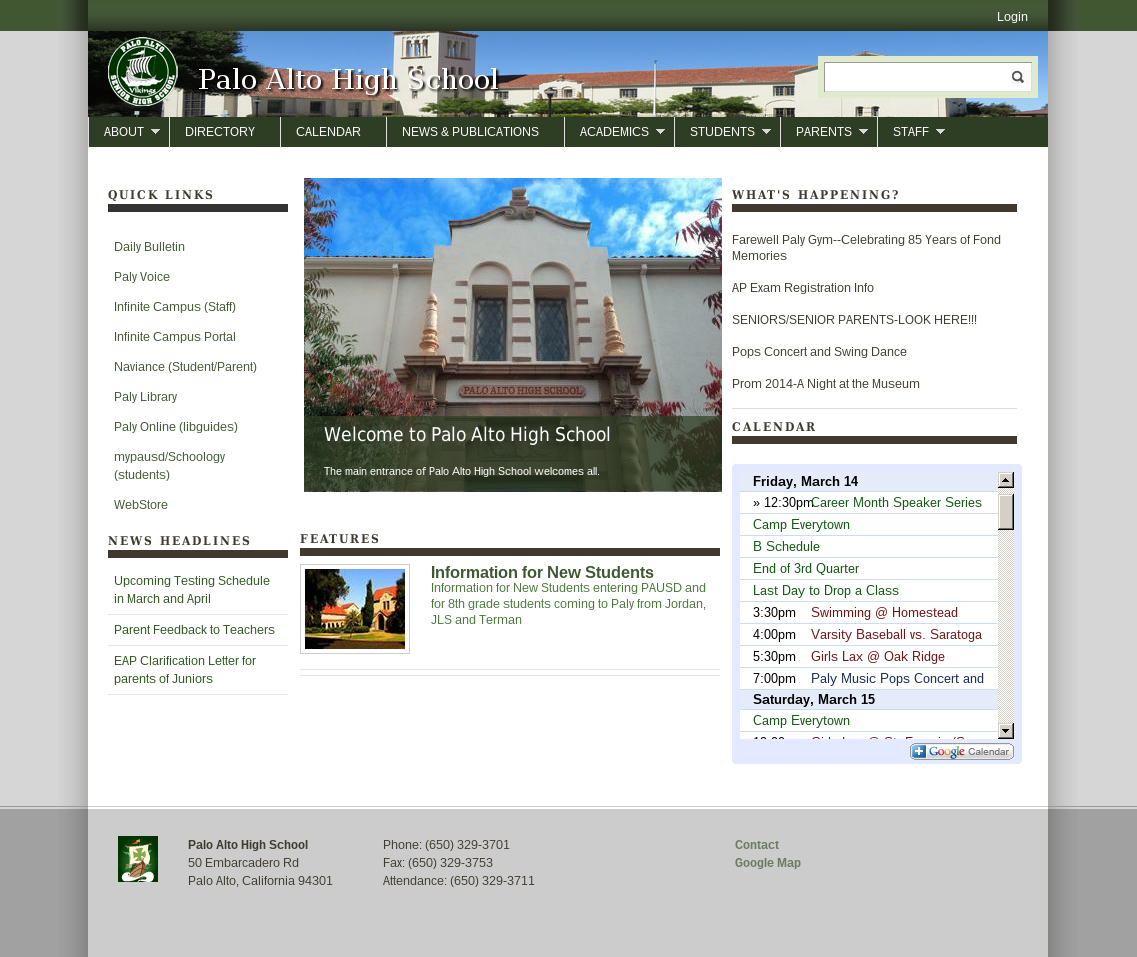 Login
PALO ALTO
Vikings
SENIOR HIGH SCHOOL
Palo Alto High School
ABOUT
DIRECTORY
CALENDAR
NEWS & PUBLICATIONS
ACADEMICS
STUDENTS
PARENTS
STAFF
QUICK LINKS
Daily Bulletin
Paly Voice
Infinite Campus (Staff)
Infinite Campus Portal
Naviance (Student/Parent)
Paly Library
Paly Online (libguides)
mypausd/Schoology
(students)
WebStore
NEWS HEADLINES
Upcoming Testing Schedule
in March and April
Parent Feedback to Teachers
EAP Clarification Letter for
parents of Juniors
PALO ALTO HIGH SCHOOL
Welcome to Palo Alto High School
The main entrance of Palo Alto High School welcomes all.
FEATURES
Information for New Students
Information for New Students entering PAUSD and
for 8th grade students coming to Paly from Jordan,
JLS and Terman
WHAT'S HAPPENING?
Farewell Paly Gym--Celebrating 85 Years of Fond
Memories
AP Exam Registration Info
SENIORS/SENIOR PARENTS-LOOK HERE!!!
Pops Concert and Swing Dance
Prom 2014-A Night at the Museum
CALENDAR
Friday, March 14
» 12:30pm Career Month Speaker Series
Camp Everytown
B Schedule
End of 3rd Quarter
Last Day to Drop a Class
3:30pm Swimming @ Homestead
4:00pm Varsity Baseball vs. Saratoga
5:30pm Girls Lax @ Oak Ridge
7:00pm Paly Music Pops Concert and
Saturday, March 15
Camp Everytown
Google Calendar
Palo Alto High School
50 Embarcadero Rd
Palo Alto, California 94301
Phone: (650) 329-3701
Fax: (650) 329-3753
Attendance: (650) 329-3711
Contact
Google Map